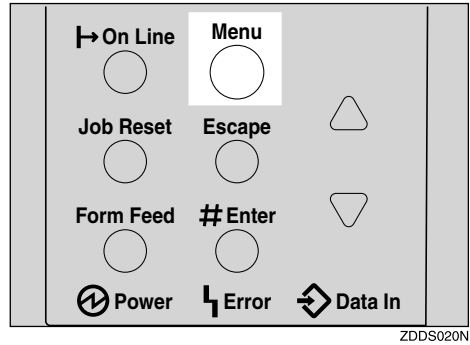 On Line Menu
Job Reset Escape
Form Feed # Enter
Power Error Data In
ZDDS020N